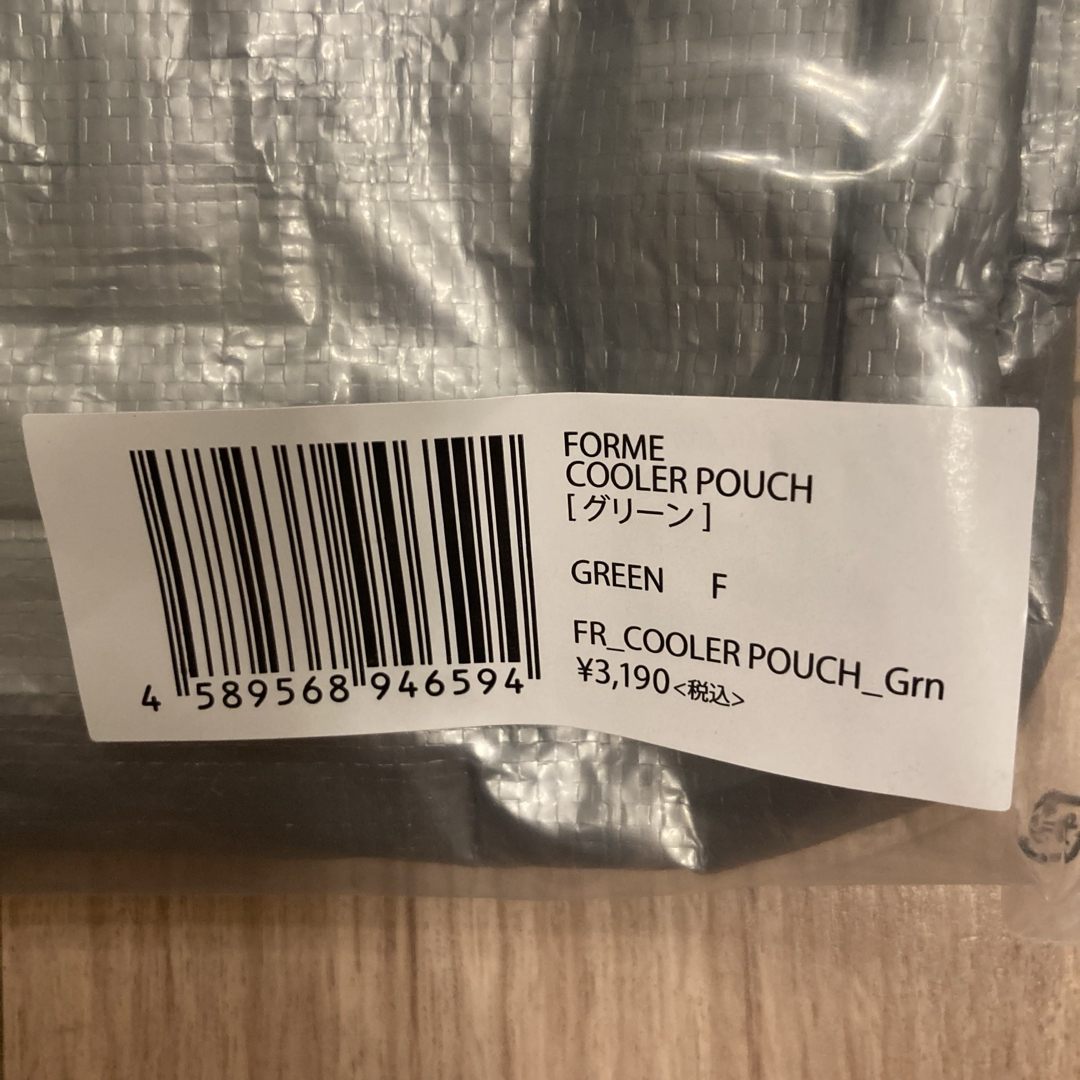 FORME
COOLER POUCH
[ グリーン ]
GREEN F
FR_COOLER POUCH_Grn
¥3,190<税込>
4 589568 946594